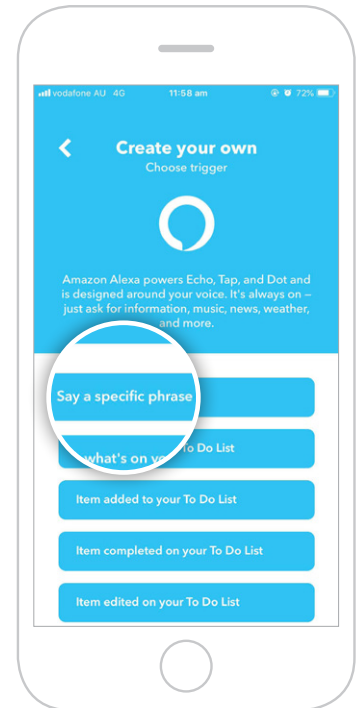 vodafone AU 4G 11:58 am 72%
Create your own
Choose trigger
Amazon Alexa powers Echo, Tap, and Dot and
is designed around your voice. It's always on –
just ask for information, music, news, weather,
and more.
Say a specific phrase
what's on yo To Do List
Item added to your To Do List
Item completed on your To Do List
Item edited on your To Do List